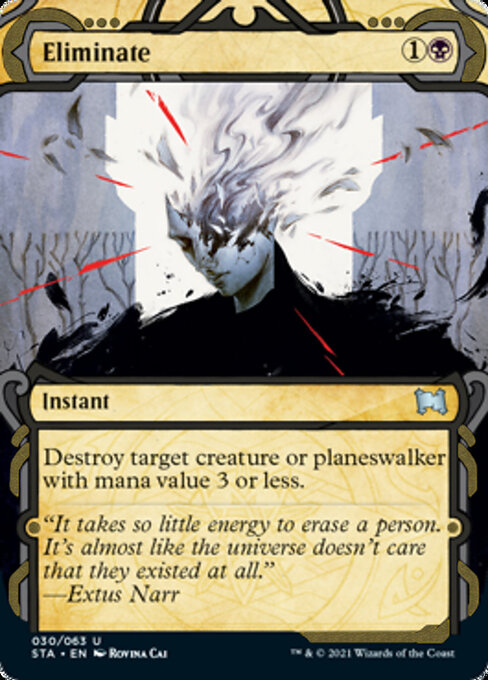 Eliminate 1
Instant
Destroy target creature or planeswalker
with mana value 3 or less.
“It takes so little energy to erase a person.
It’s almost like the universe doesn’t care
that they existed at all.”
—Extus Narr
030/063 U
STA • EN Rovina Cai
™ & © 2021 Wizards of the Coast